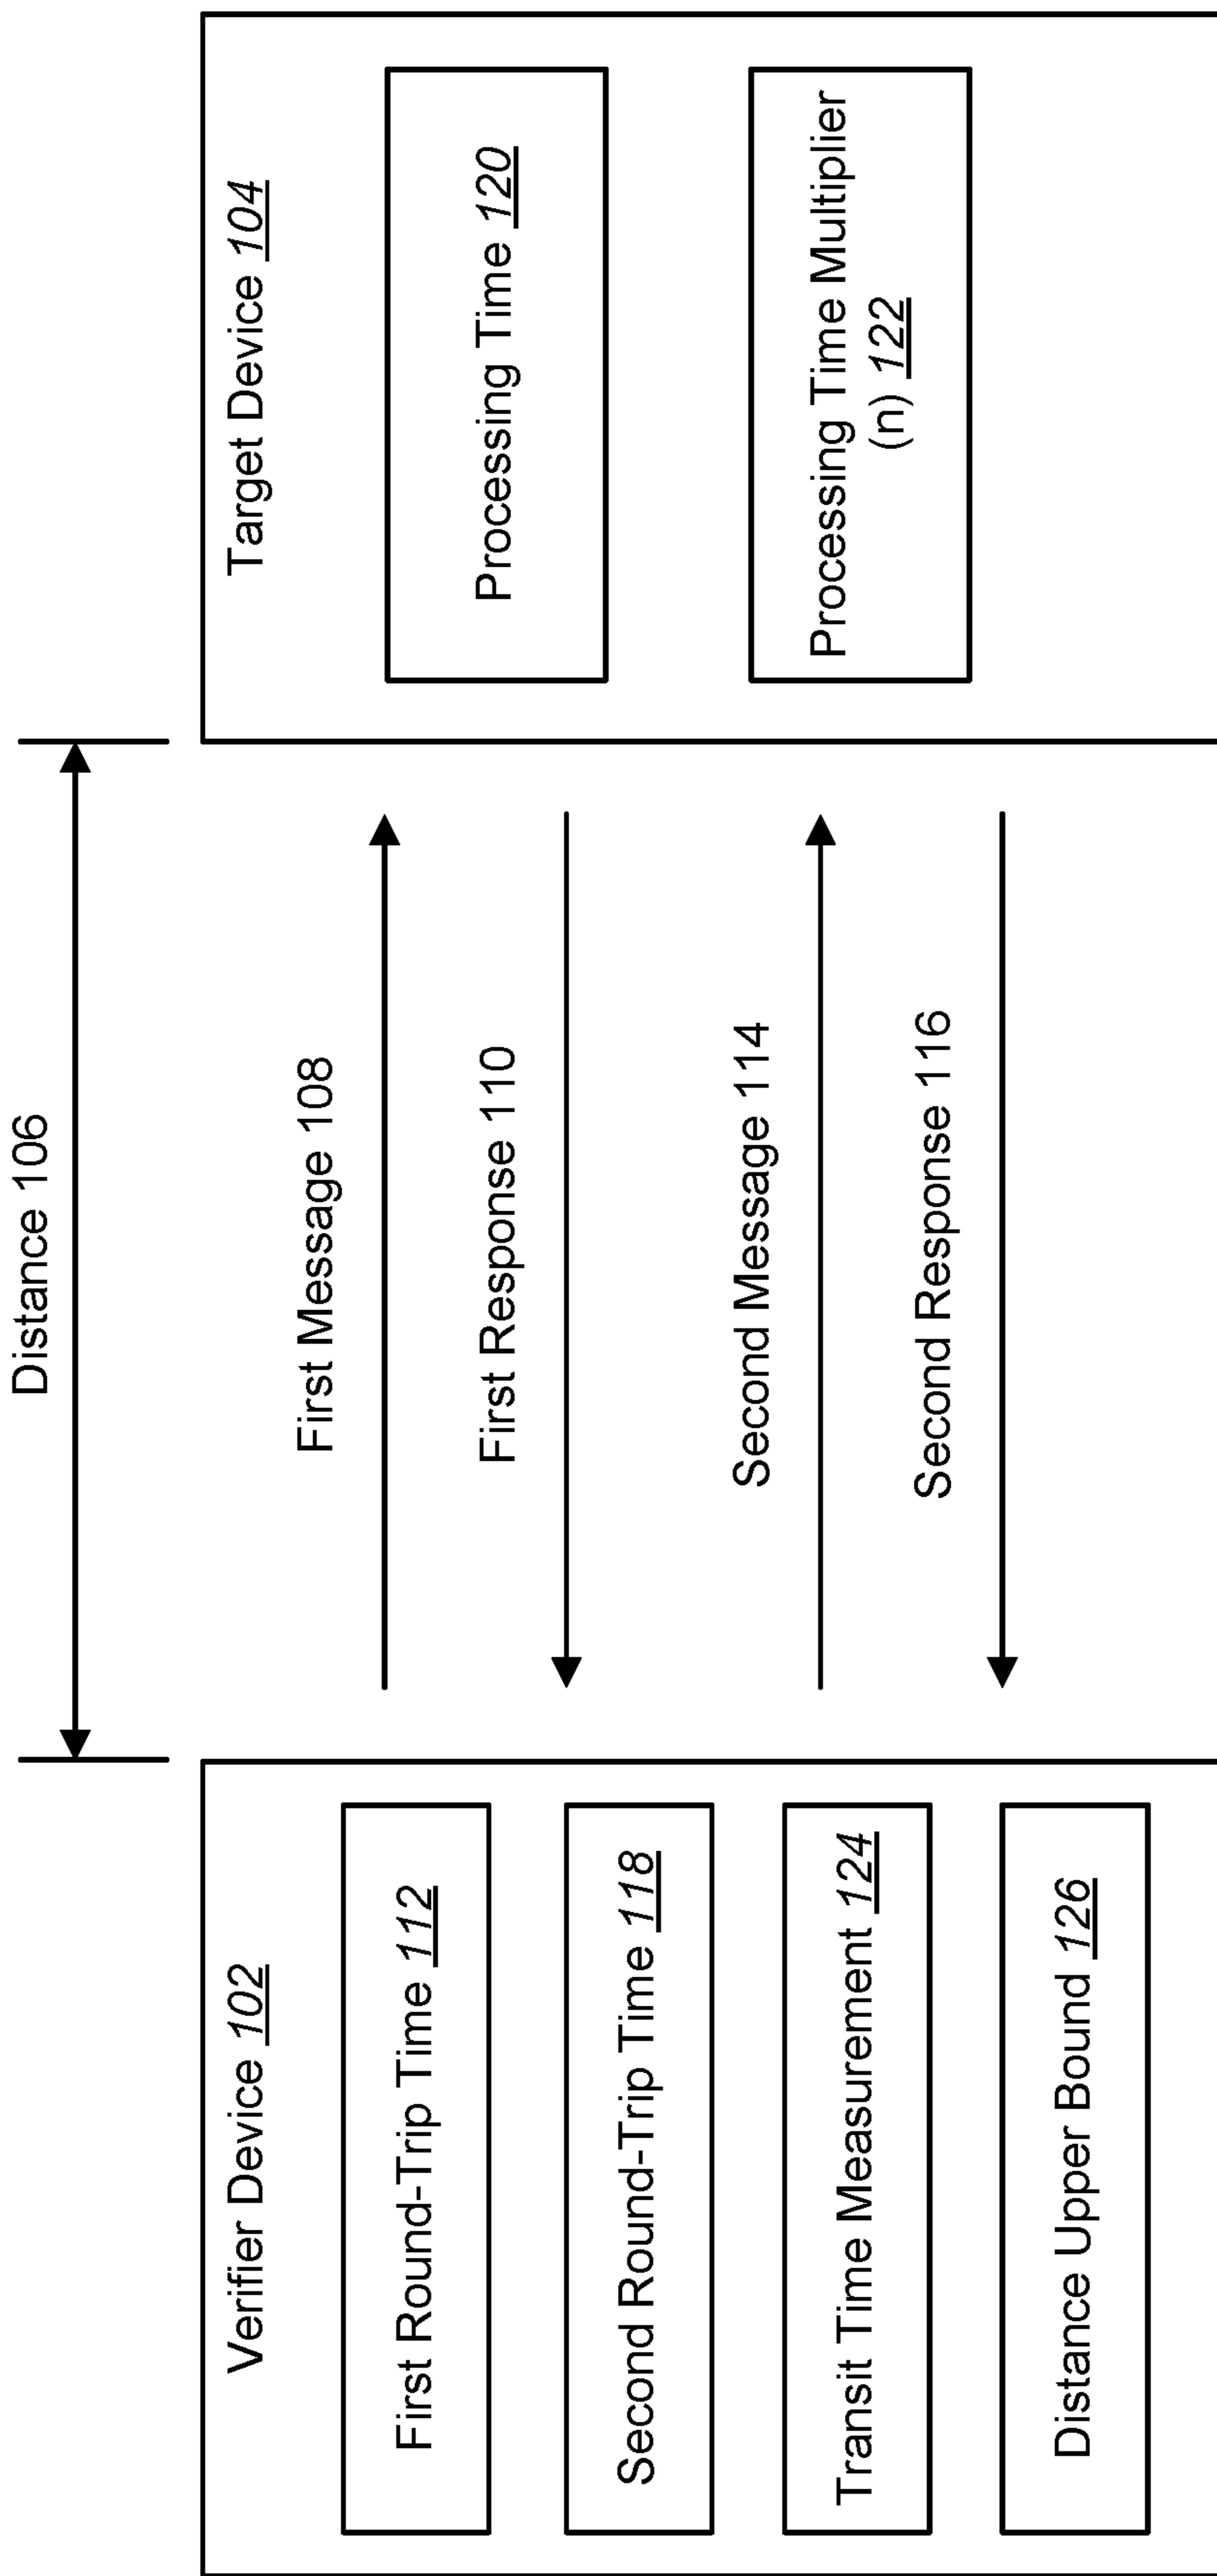 Distance 106
Verifier Device 102
First Round-Trip Time 112
Second Round-Trip Time 118
Transit Time Measurement 124
Distance Upper Bound 126
First Message 108
First Response 110
Second Message 114
Second Response 116
Target Device 104
Processing Time 120
Processing Time Multiplier
(n) 122